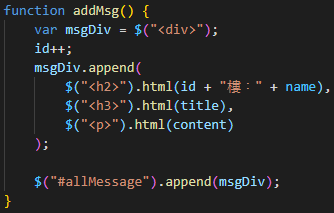 function addMsg() {
    var msgDiv = $("<div>");
    id++;
    msgDiv.append(
        $("<h2>").html(id + "樓：" + name),
        $("<h3>").html(title),
        $("<p>").html(content)
    );

    $("#allMessage").append(msgDiv);
}